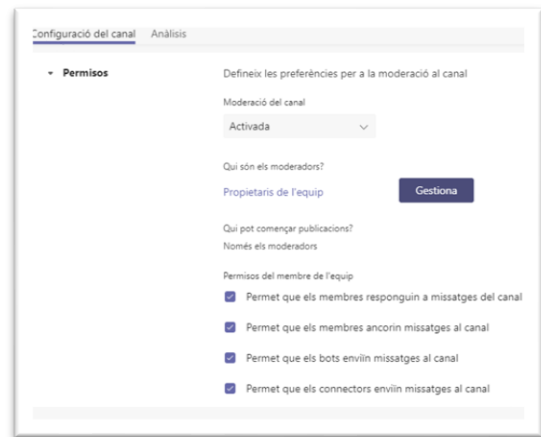 Configuració del canal Anàlisis
Permisos
Defineix les preferències per a la moderació al canal
Moderació del canal
Activada
Qui són els moderadors?
Propietaris de l'equip
Gestiona
Qui pot començar publicacions?
Només els moderadors
Permisos del membre de l'equip
Permet que els membres responguin a missatges del canal
Permet que els membres ancorin missatges al canal
Permet que els bots enviïn missatges al canal
Permet que els connectors enviïn missatges al canal